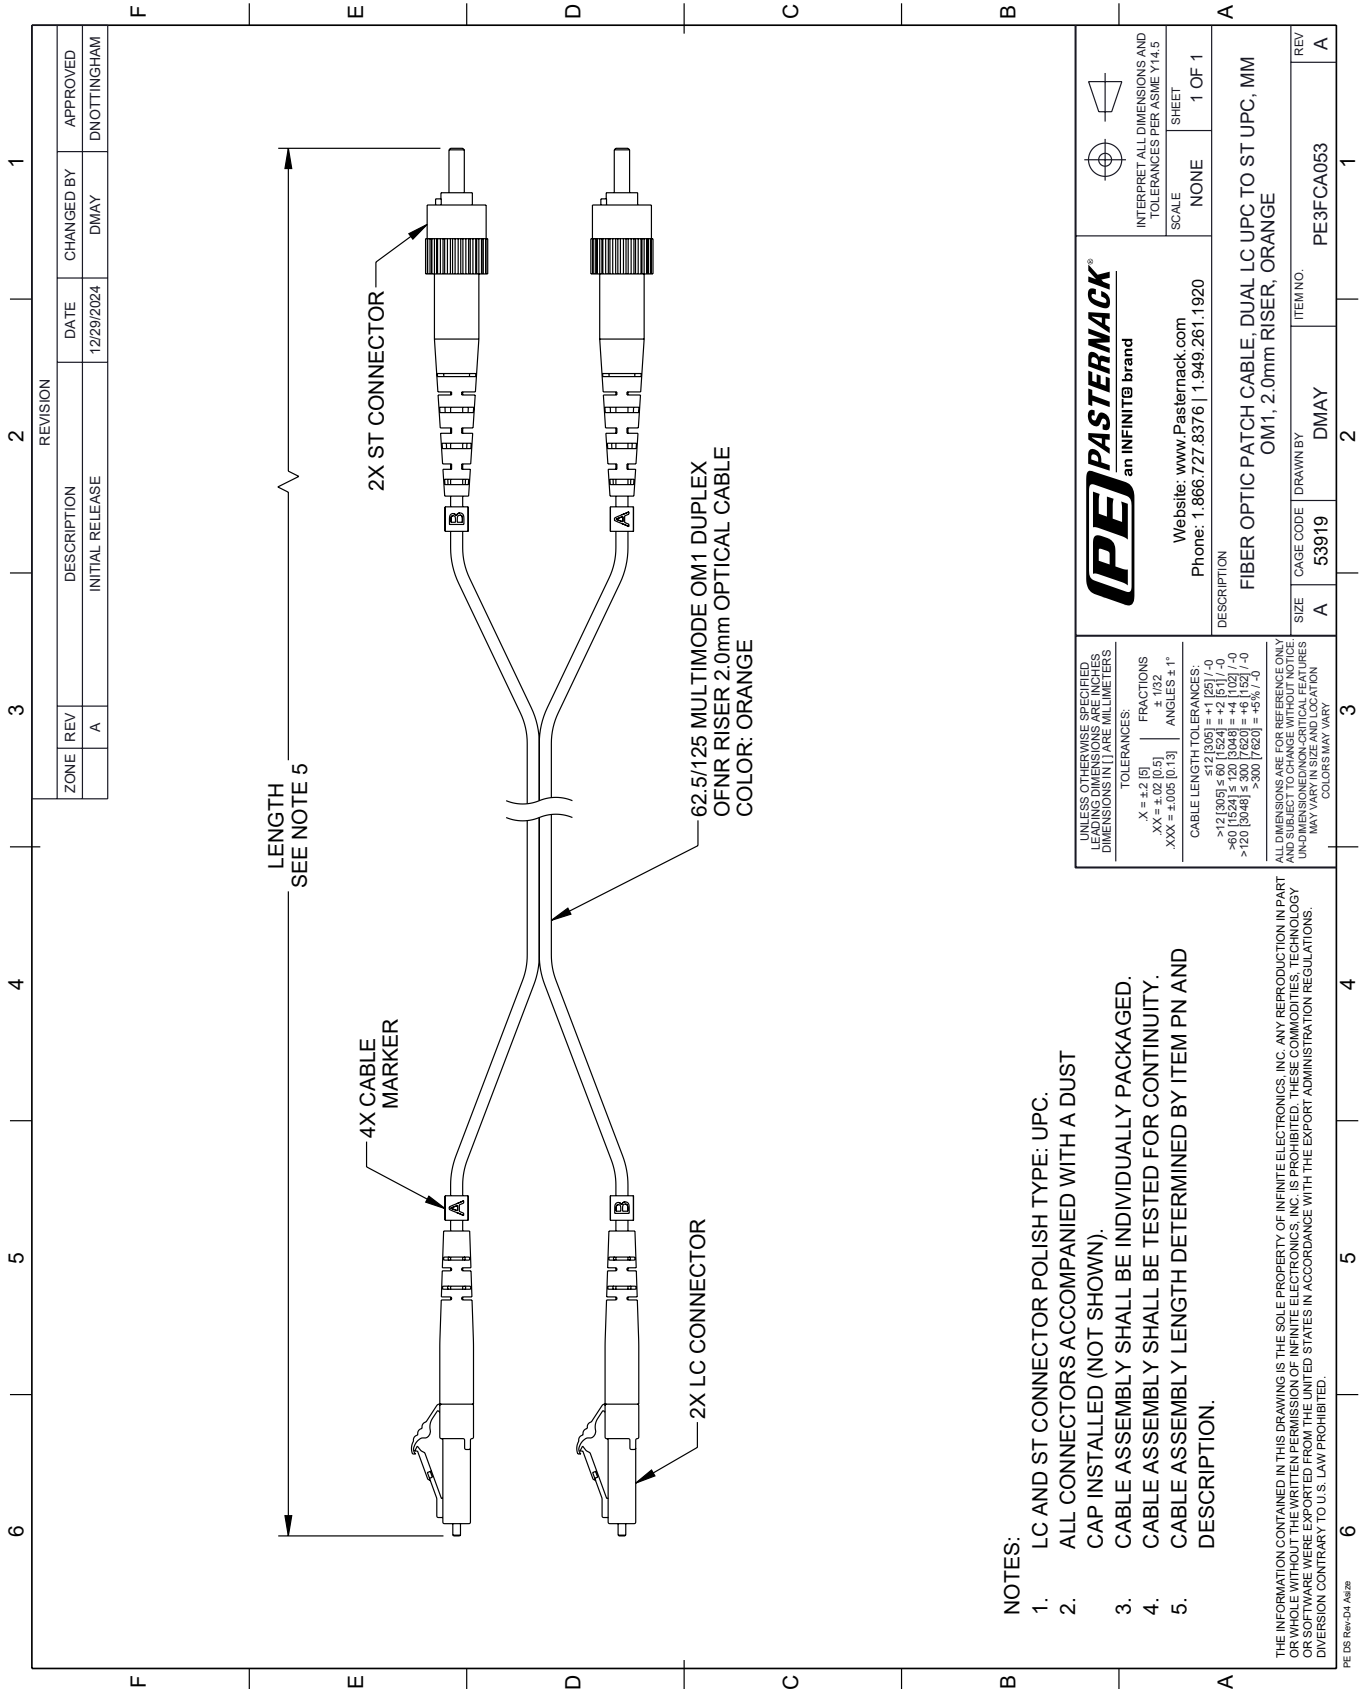 6
5
4
3
2
1
F
E
D
C
B
A
F
E
D
C
B
A
6
5
4
3
2
1
REVISION
ZONE REV DESCRIPTION DATE CHANGED BY APPROVED
A INITIAL RELEASE 12/29/2024 DMAY DNOTTINGHAM
LENGTH
SEE NOTE 5
4X CABLE
MARKER
2X ST CONNECTOR
A
B
B
A
2X LC CONNECTOR
62.5/125 MULTIMODE OM1 DUPLEX
OFNR RISER 2.0mm OPTICAL CABLE
COLOR: ORANGE
NOTES:
1. LC AND ST CONNECTOR POLISH TYPE: UPC.
2. ALL CONNECTORS ACCOMPANIED WITH A DUST
CAP INSTALLED (NOT SHOWN).
3. CABLE ASSEMBLY SHALL BE INDIVIDUALLY PACKAGED.
4. CABLE ASSEMBLY SHALL BE TESTED FOR CONTINUITY.
5. CABLE ASSEMBLY LENGTH DETERMINED BY ITEM PN AND
DESCRIPTION.
THE INFORMATION CONTAINED IN THIS DRAWING IS THE SOLE PROPERTY OF INFINITE ELECTRONICS, INC. ANY REPRODUCTION IN PART
OR WHOLE WITHOUT THE WRITTEN PERMISSION OF INFINITE ELECTRONICS, INC. IS PROHIBITED. THESE COMMODITIES, TECHNOLOGY
OR SOFTWARE WERE EXPORTED FROM THE UNITED STATES IN ACCORDANCE WITH THE EXPORT ADMINISTRATION REGULATIONS.
DIVERSION CONTRARY TO U.S. LAW PROHIBITED.
PE DS Rev-D4 Asize
UNLESS OTHERWISE SPECIFIED
LEADING DIMENSIONS ARE INCHES
DIMENSIONS IN [ ] ARE MILLIMETERS
TOLERANCES:
.X = ±.2 [5] FRACTIONS
.XX = ±.02 [0.5] ± 1/32
.XXX = ±.005 [0.13] ANGLES ± 1°
CABLE LENGTH TOLERANCES:
≤12 [305] = +1 [25] / -0
>12 [305] ≤ 60 [1524] = +2 [51] / -0
>60 [1524] ≤ 120 [3048] = +4 [102] / -0
>120 [3048] ≤ 300 [7620] = +6 [152] / -0
>300 [7620] = +5% / -0
ALL DIMENSIONS ARE FOR REFERENCE ONLY
AND SUBJECT TO CHANGE WITHOUT NOTICE.
UN-DIMENSIONED/NON-CRITICAL FEATURES
MAY VARY IN SIZE AND LOCATION
COLORS MAY VARY
PE PASTERNACK®
an INFINIT@ brand
Website: www.Pasternack.com
Phone: 1.866.727.8376 | 1.949.261.1920
INTERPRET ALL DIMENSIONS AND
TOLERANCES PER ASME Y14.5
SCALE SHEET
NONE 1 OF 1
DESCRIPTION
FIBER OPTIC PATCH CABLE, DUAL LC UPC TO ST UPC, MM
OM1, 2.0mm RISER, ORANGE
SIZE CAGE CODE DRAWN BY ITEM NO. REV
A 53919 DMAY PE3FCA053 A